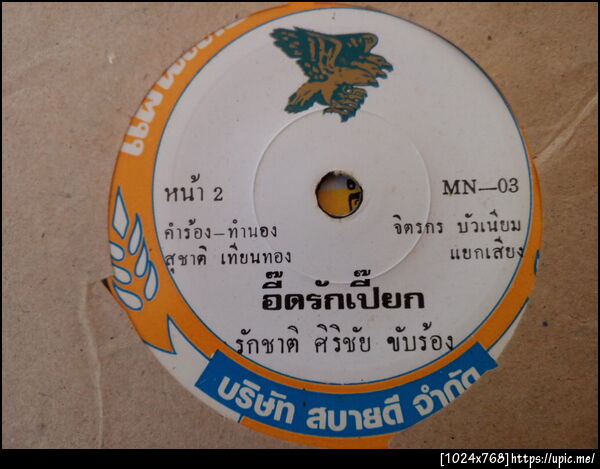 หน้า 2
MN—03
คำร้อง–ทำนอง
สุชาติ เทียนทอง
จิตรกร บัวเนียม
แยกเสียง
อี๊ดรักเปี๊ยก
รักชาติ ศิริชัย ขับร้อง
บริษัท สบายดี จำกัด
[1024x768]https://upic.me/